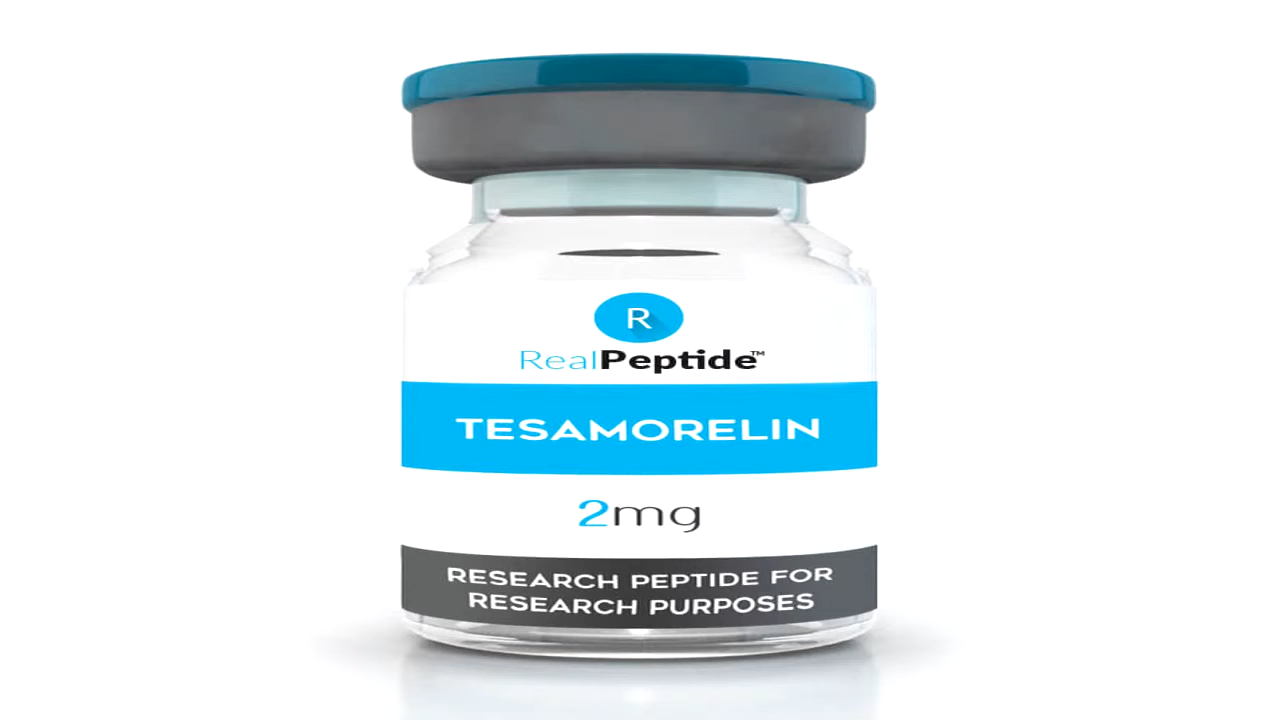 R
RealPeptide™
TESAMORELIN
2mg
RESEARCH PEPTIDE FOR
RESEARCH PURPOSES